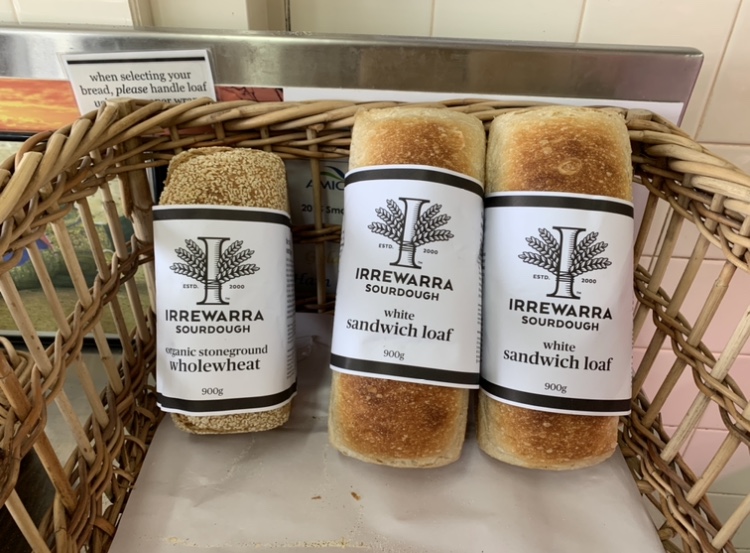 when selecting your
bread, please handle loaf
AMIC
ESTD. 2000
IRREWARRA
SOURDOUGH
organic stoneground
wholewheat
900g
ESTD. 2000
IRREWARRA
SOURDOUGH
white
sandwich loaf
900g
ESTD. 2000
IRREWARRA
SOURDOUGH
white
sandwich loaf
900g